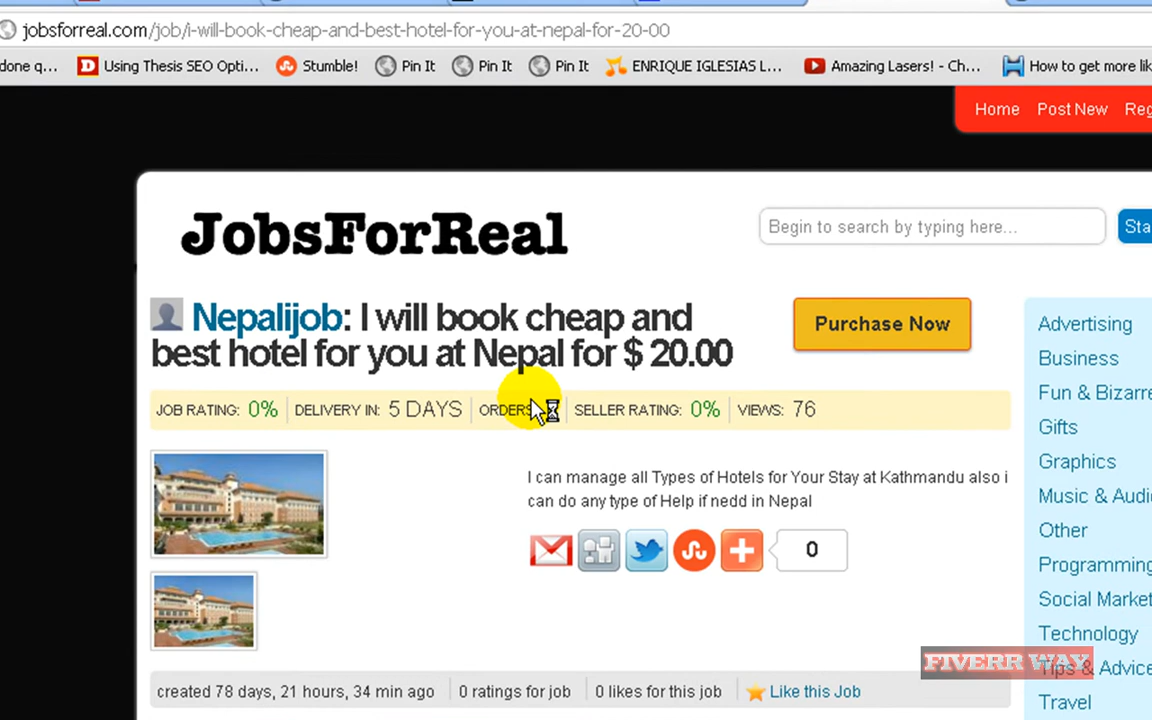 jobsforreal.com/job/i-will-book-cheap-and-best-hotel-for-you-at-nepal-for-20-00
done q... Using Thesis SEO Opti... Stumble! Pin It Pin It Pin It ENRIQUE IGLESIAS L... Amazing Lasers! - Ch... How to get more lik
Home Post New Reg
JobsForReal
Begin to search by typing here... Sta
Nepalijob: I will book cheap and
best hotel for you at Nepal for $ 20.00
Purchase Now
JOB RATING: 0% DELIVERY IN: 5 DAYS ORDERS SELLER RATING: 0% VIEWS: 76
I can manage all Types of Hotels for Your Stay at Kathmandu also i
can do any type of Help if nedd in Nepal
0
created 78 days, 21 hours, 34 min ago 0 ratings for job 0 likes for this job Like this Job
Advertising
Business
Fun & Bizarre
Gifts
Graphics
Music & Audi
Other
Programming
Social Market
Technology
Tips & Advice
Travel
FIVERR WAY